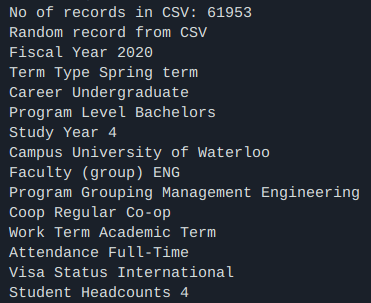 No of records in CSV: 61953
Random record from CSV
Fiscal Year 2020
Term Type Spring term
Career Undergraduate
Program Level Bachelors
Study Year 4
Campus University of Waterloo
Faculty (group) ENG
Program Grouping Management Engineering
Coop Regular Co-op
Work Term Academic Term
Attendance Full-Time
Visa Status International
Student Headcounts 4